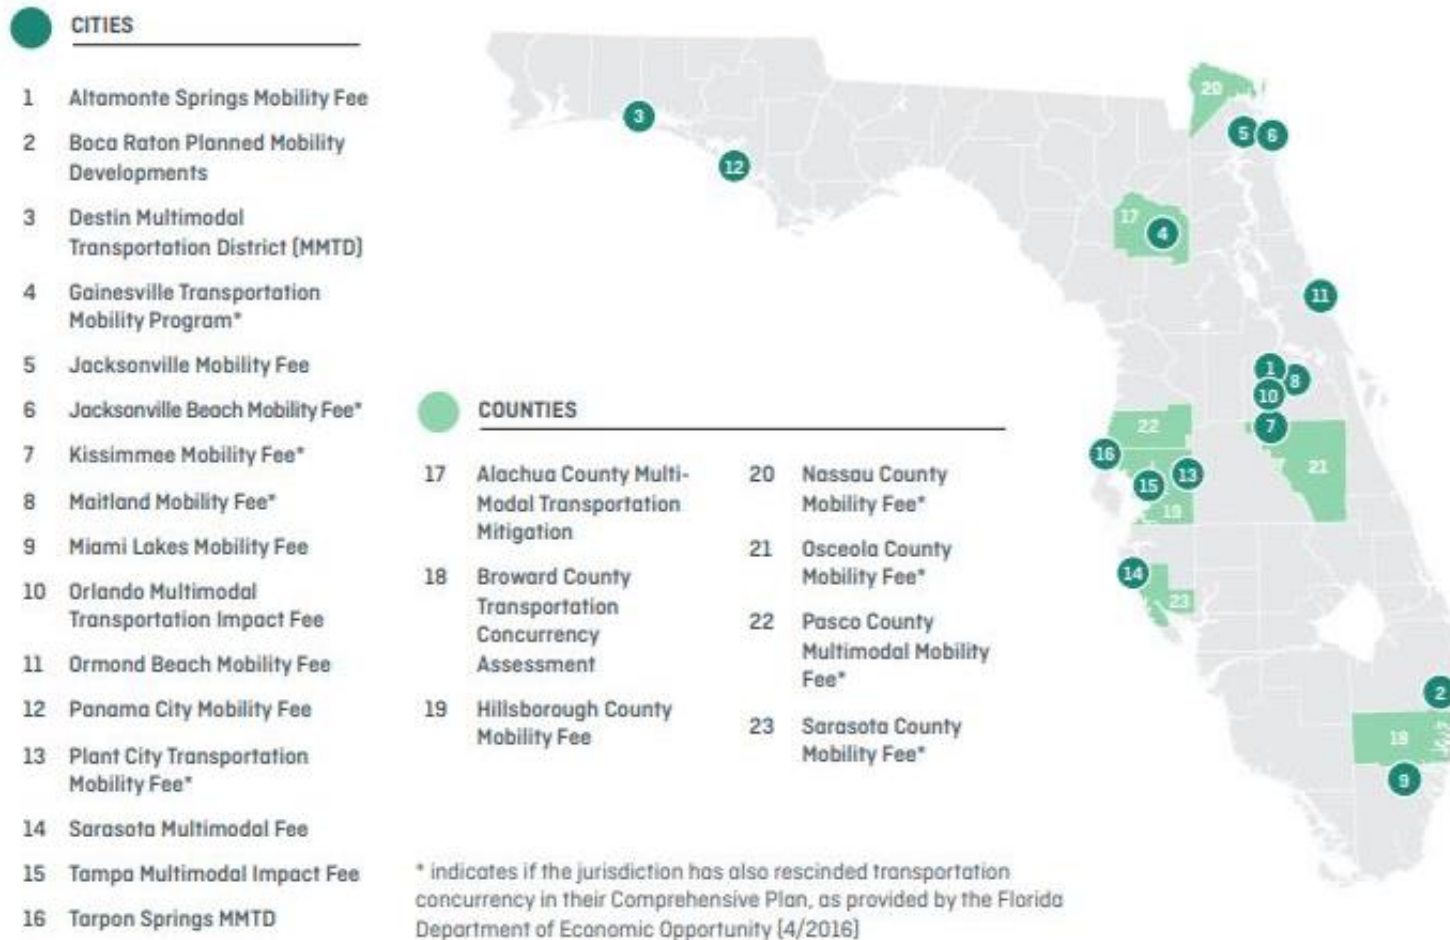 CITIES
1 Altamonte Springs Mobility Fee
2 Boca Raton Planned Mobility
Developments
3 Destin Multimodal
Transportation District (MMTD)
4 Gainesville Transportation
Mobility Program*
5 Jacksonville Mobility Fee
6 Jacksonville Beach Mobility Fee*
7 Kissimmee Mobility Fee*
8 Maitland Mobility Fee*
9 Miami Lakes Mobility Fee
10 Orlando Multimodal
Transportation Impact Fee
11 Ormond Beach Mobility Fee
12 Panama City Mobility Fee
13 Plant City Transportation
Mobility Fee*
14 Sarasota Multimodal Fee
15 Tampa Multimodal Impact Fee
16 Tarpon Springs MMTD
COUNTIES
17 Alachua County Multi-
Modal Transportation
Mitigation
18 Broward County
Transportation
Concurrency
Assessment
19 Hillsborough County
Mobility Fee
20 Nassau County
Mobility Fee*
21 Osceola County
Mobility Fee*
22 Pasco County
Multimodal Mobility
Fee*
23 Sarasota County
Mobility Fee*
* indicates if the jurisdiction has also rescinded transportation
concurrency in their Comprehensive Plan, as provided by the Florida
Department of Economic Opportunity (4/2016)
20
3
5
6
12
17
4
11
1
8
10
22
7
16
13
21
15
19
14
23
2
18
9